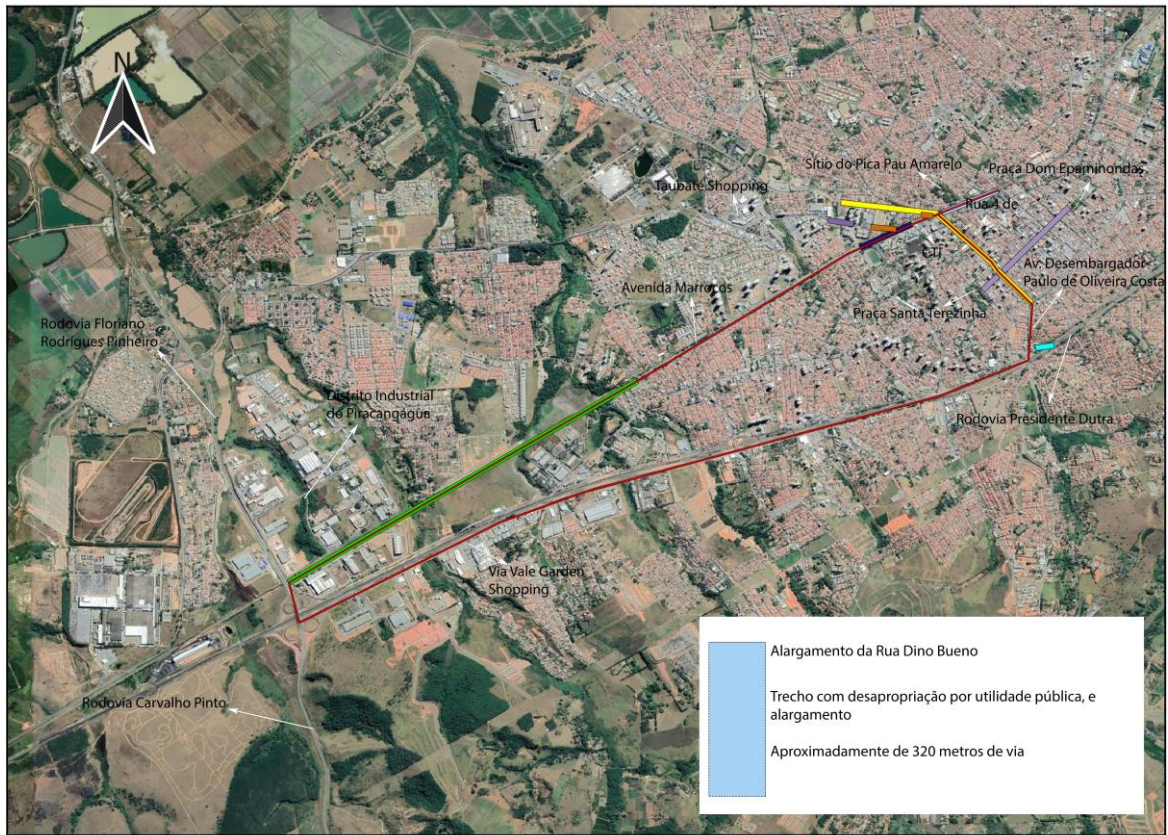 N
Sítio do Pica Pau Amarelo
Praça Dom Epaminondas
Taubaté Shopping
Rua 4 de
CTI
Av. Desembargador
Paulo de Oliveira Costa
Avenida Marrocos
Praça Santa Terezinha
Rodovia Floriano
Rodrigues Pinheiro
Distrito Industrial
do Piracangágua
Rodovia Presidente Dutra
Via Vale Garden
Shopping
Rodovia Carvalho Pinto
Alargamento da Rua Dino Bueno
Trecho com desapropriação por utilidade pública, e
alargamento
Aproximadamente de 320 metros de via